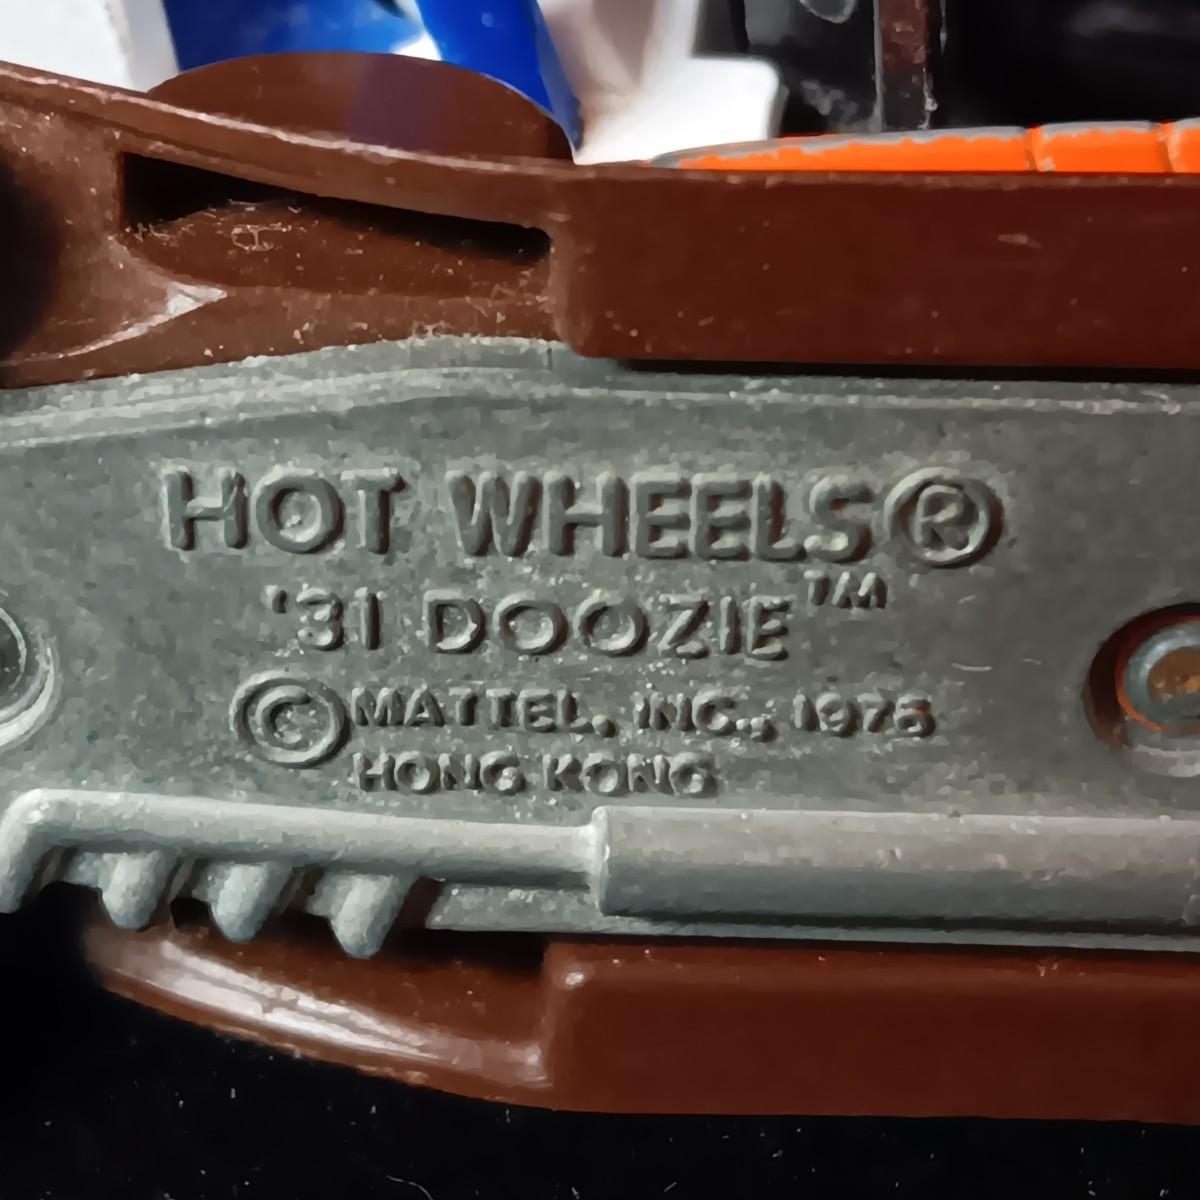 HOT WHEELS®
'31 DOOZIE™
©MATTEL, INC., 1976
HONG KONG